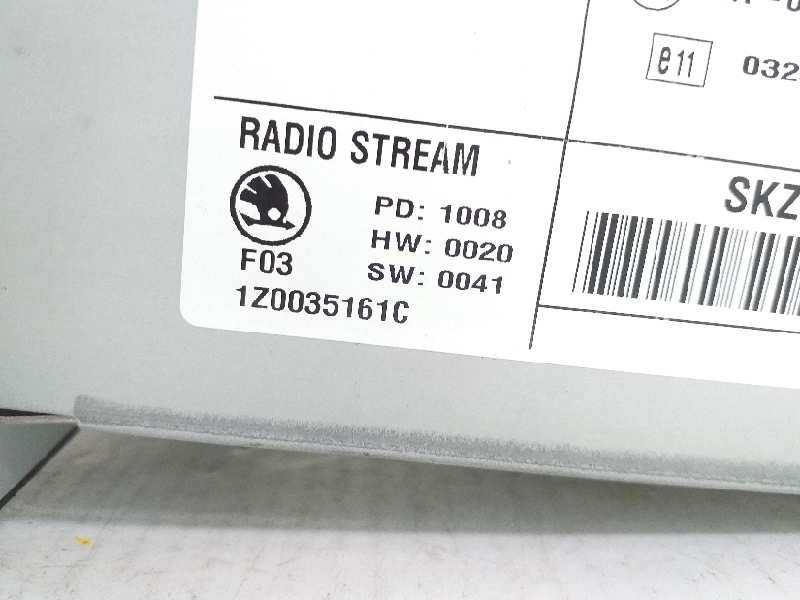 e11 032
RADIO STREAM
PD: 1008
HW: 0020
F03
SW: 0041
1Z0035161C
SKZ